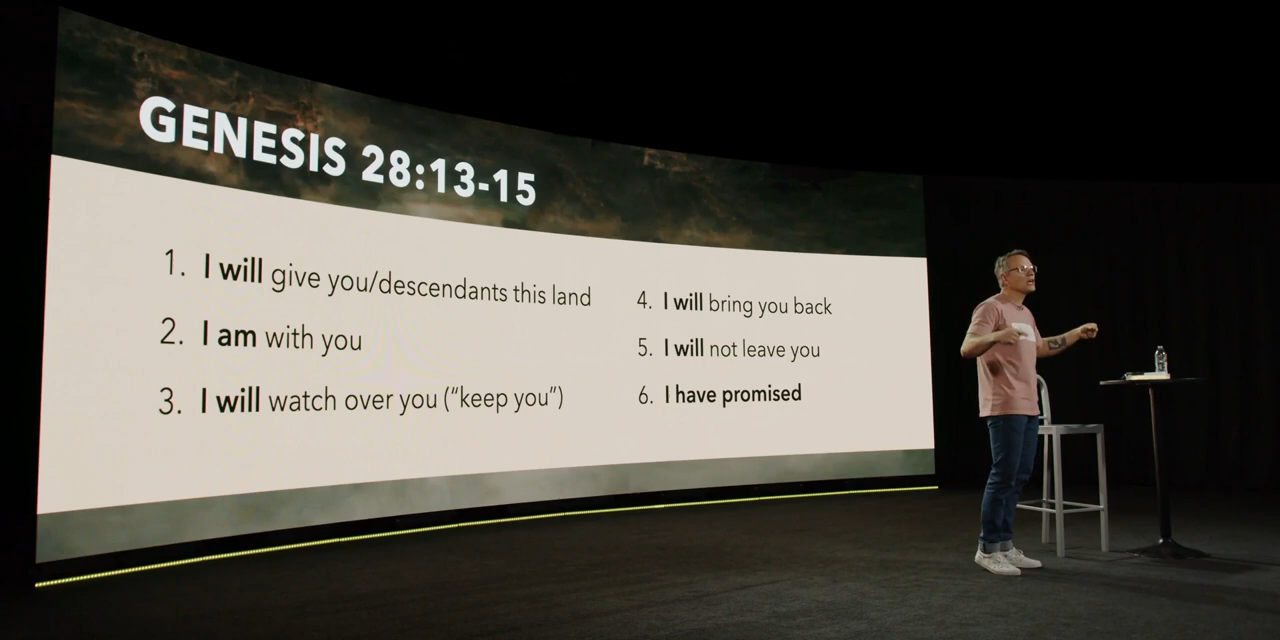 GENESIS 28:13-15
1. I will give you/descendants this land
2. I am with you
3. I will watch over you (“keep you”)
4. I will bring you back
5. I will not leave you
6. I have promised